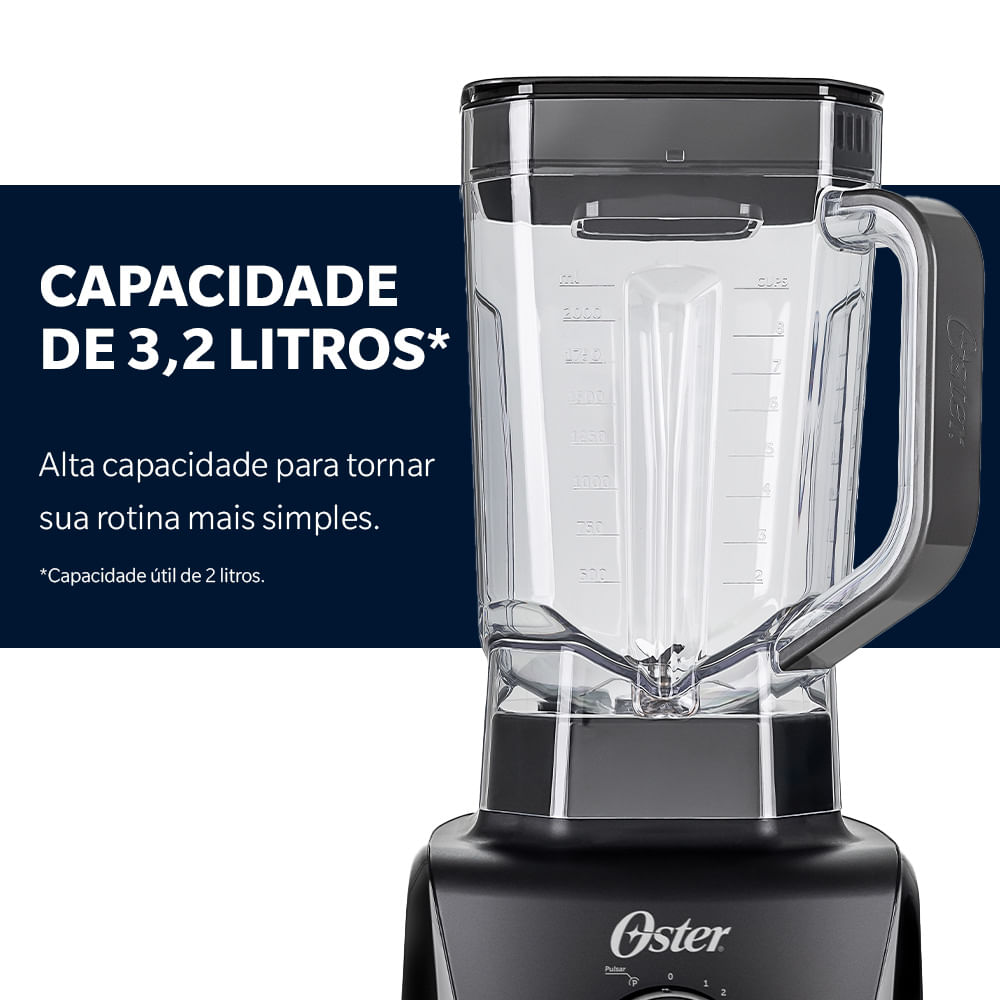 CAPACIDADE
DE 3,2 LITROS*
Alta capacidade para tornar
sua rotina mais simples.
*Capacidade útil de 2 litros.
ml
CUPS
2000
8
1750
7
1500
6
1250
5
1000
4
750
3
500
2
Oster
Oster
Pulsar
P
0
1
2